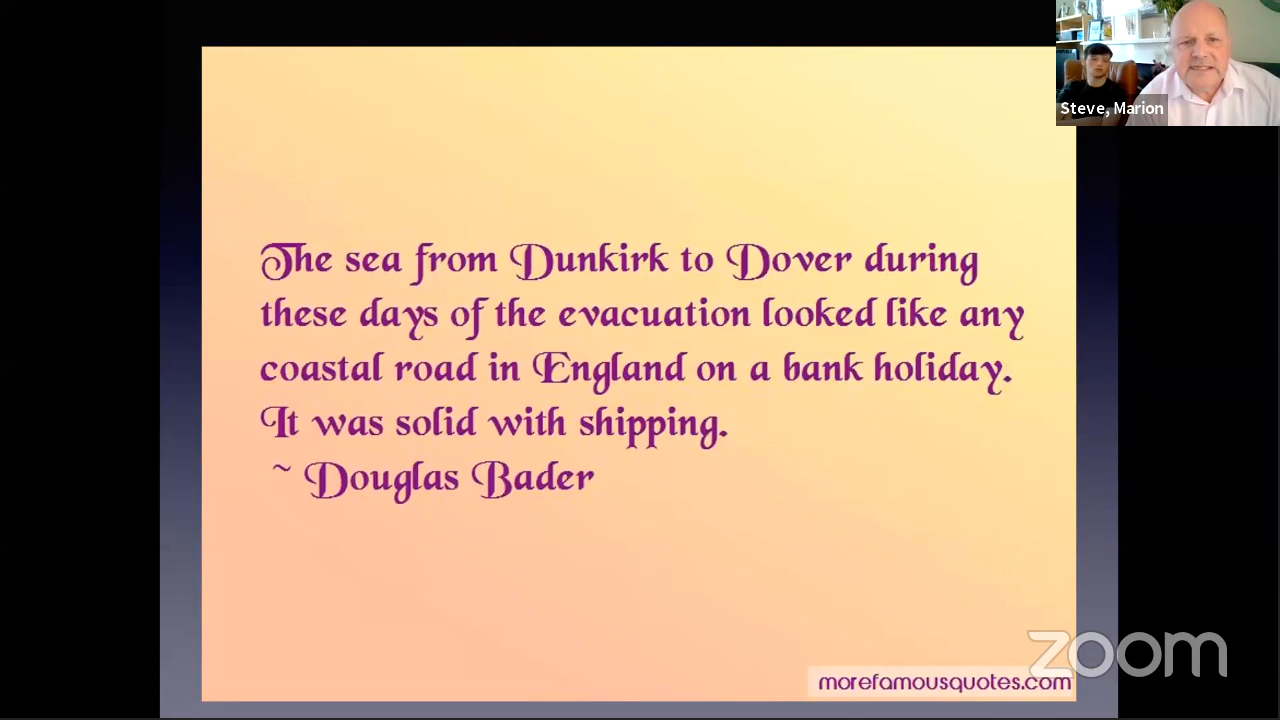 Steve, Marion
The sea from Dunkirk to Dover during
these days of the evacuation looked like any
coastal road in England on a bank holiday.
It was solid with shipping.
~ Douglas Bader
zoom
morefamousquotes.com